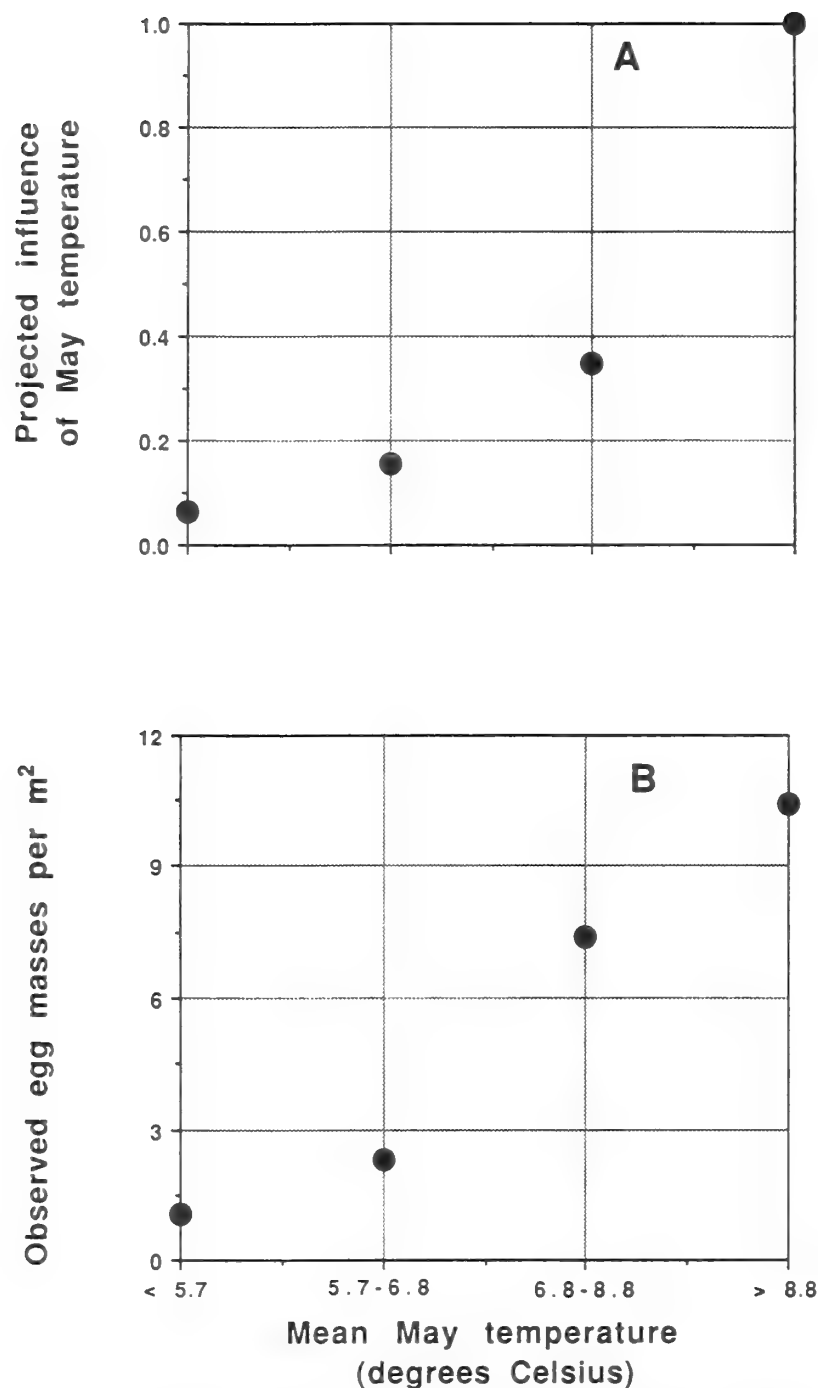 A
1.0
0.8
0.6
0.4
0.2
0.0
Projected influence
of May temperature
B
12
9
6
3
0
Observed egg masses per m²
< 5.7 5.7-6.8 6.8-8.8 > 8.8
Mean May temperature
(degrees Celsius)